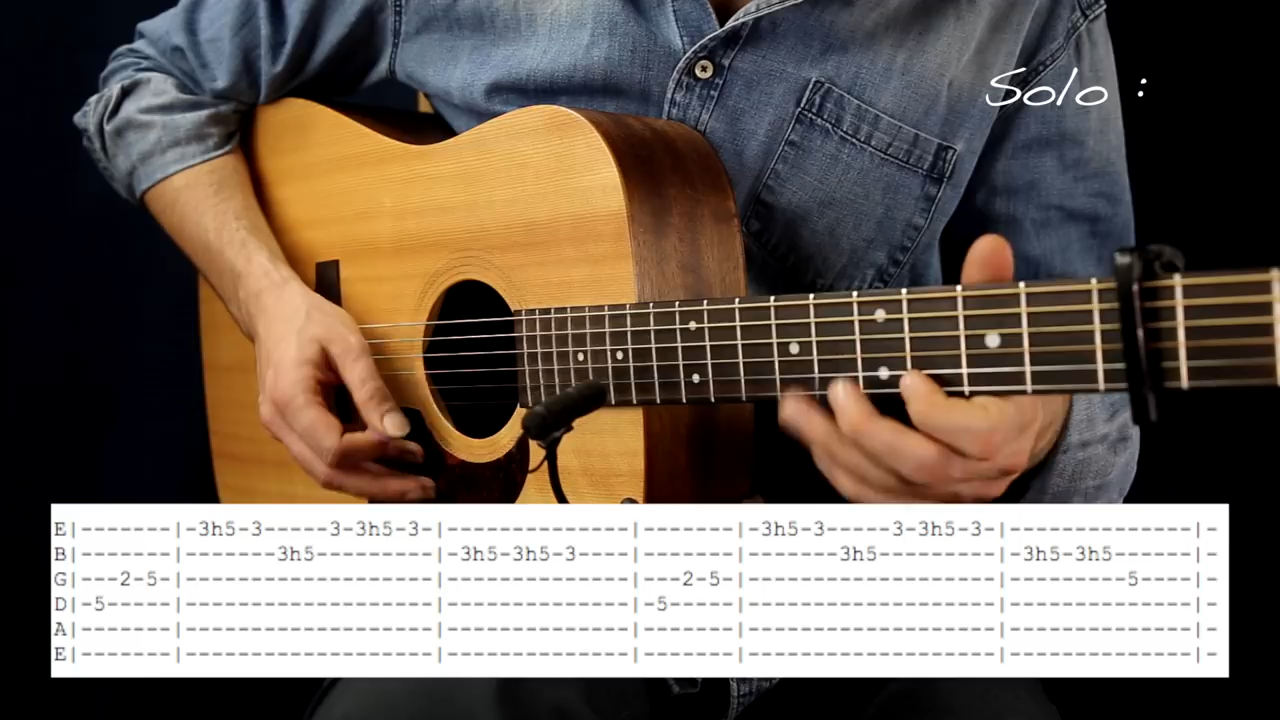 Solo :
E|-------|-3h5-3-----3-3h5-3-|-------------|-------|-3h5-3-----3-3h5-3-|-------------|-
B|-------|-------3h5---------|-3h5-3h5-3----|-------|-------3h5---------|-3h5-3h5------|-
G|---2-5-|-------------------|-------------|---2-5-|-------------------|---------5----|-
D|-5-----|-------------------|-------------|-5-----|-------------------|-------------|-
A|-------|-------------------|-------------|-------|-------------------|-------------|-
E|-------|-------------------|-------------|-------|-------------------|-------------|-